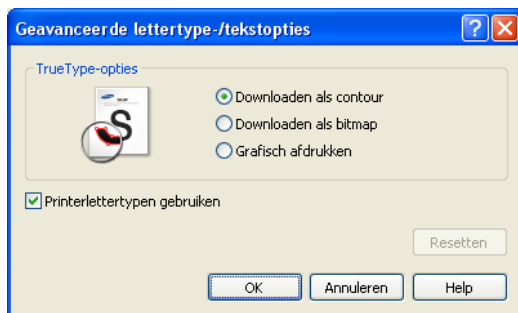 Geavanceerde lettertype-/tekstopties
TrueType-opties
S
Downloaden als contour
Downloaden als bitmap
Grafisch afdrukken
Printerlettertypen gebruiken
Resetten
OK Annuleren Help